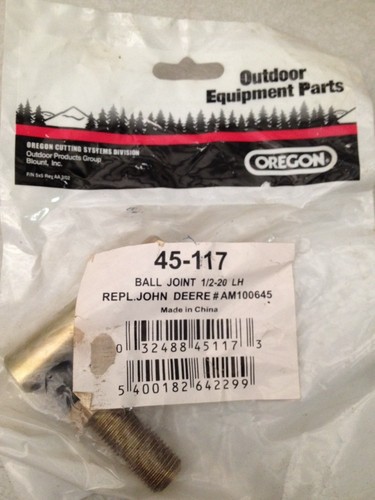 Outdoor
Equipment Parts
OREGON CUTTING SYSTEMS DIVISION
Outdoor Products Group
Blount, Inc.
OREGON
45-117
BALL JOINT 1/2-20 LH
REPL.JOHN DEERE # AM100645
Made in China
0 32488 45117 3
5 400182 642299